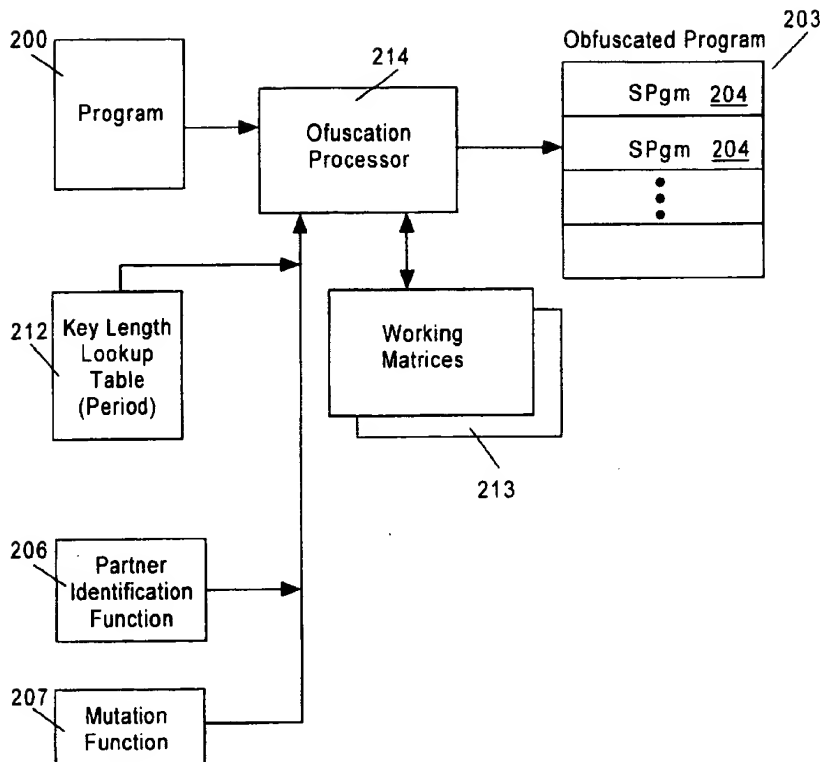 200
Program
214
Ofuscation
Processor
203
Obfuscated Program
SPgm 204
SPgm 204
212
Key Length
Lookup
Table
(Period)
Working
Matrices
213
206
Partner
Identification
Function
207
Mutation
Function